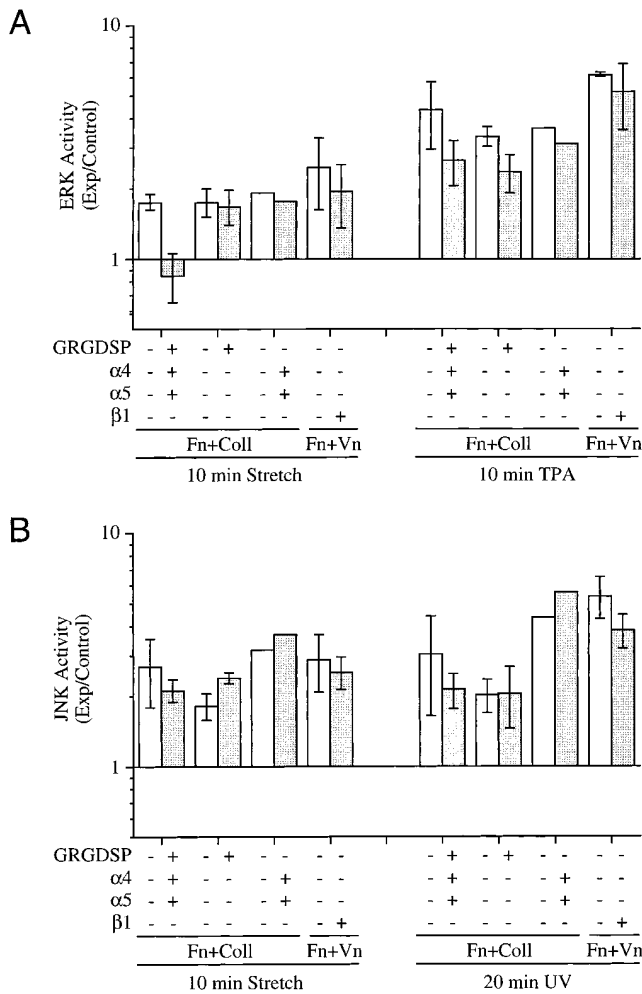 A
10
ERK Activity
(Exp/Control)
1
GRGDSP - + - + - - - - - + - + - - - -
α4 - + - - - + - - - + - - - + - -
α5 - + - - - + - - - + - - - + - -
β1 - - - - - - - + - - - - - - - +
Fn+Coll Fn+Vn Fn+Coll Fn+Vn
10 min Stretch 10 min TPA
B
10
JNK Activity
(Exp/Control)
1
GRGDSP - + - + - - - - - + - + - - - -
α4 - + - - - + - - - + - - - + - -
α5 - + - - - + - - - + - - - + - -
β1 - - - - - - - + - - - - - - - +
Fn+Coll Fn+Vn Fn+Coll Fn+Vn
10 min Stretch 20 min UV